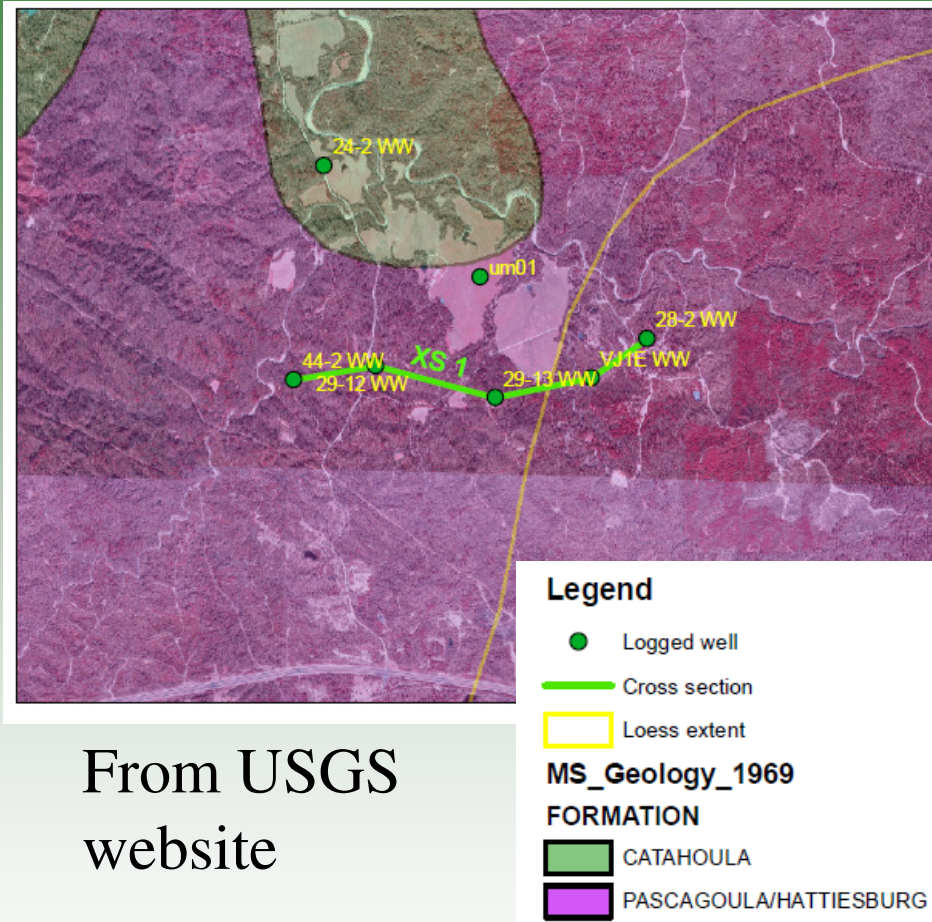 24-2 WW
um01
28-2 WW
VJ1E WW
44-2 WW
XS 1
29-12 WW
29-13 WW
Legend
Logged well
Cross section
Loess extent
MS_Geology_1969
FORMATION
CATAHOULA
PASCAGOULA/HATTIESBURG
From USGS
website